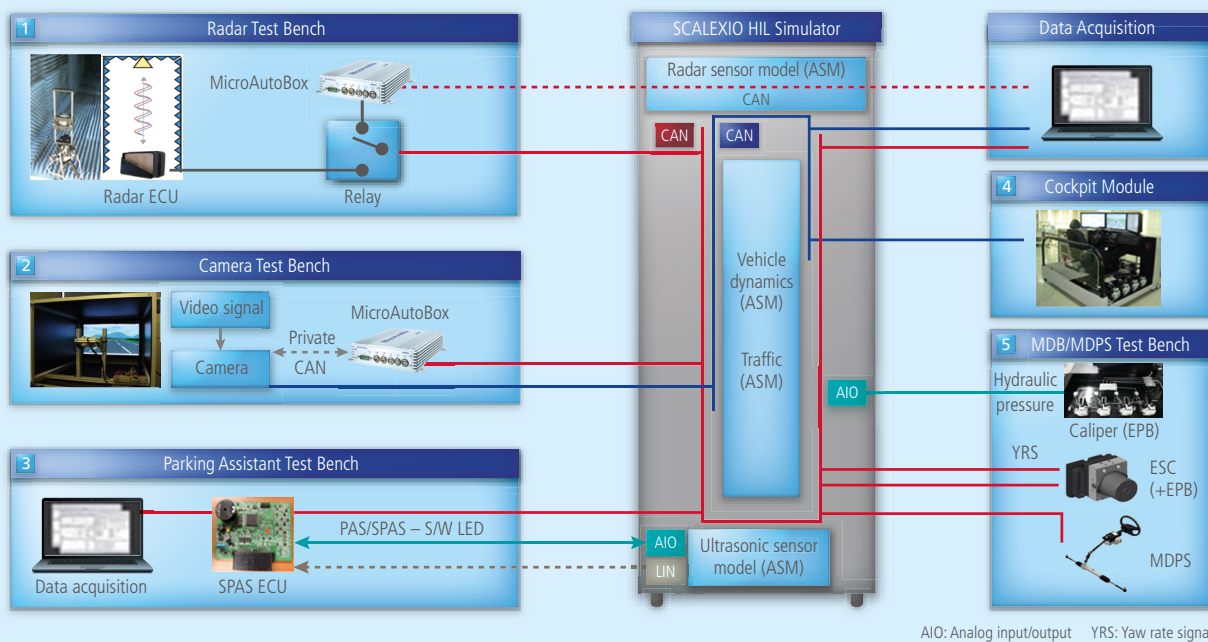 1
Radar Test Bench
MicroAutoBox
Radar ECU
Relay
2
Camera Test Bench
Video signal
Camera
Private
CAN
MicroAutoBox
3
Parking Assistant Test Bench
PAS/SPAS – S/W LED
Data acquisition
SPAS ECU
SCALEXIO HIL Simulator
Radar sensor model (ASM)
CAN
CAN
CAN
Vehicle
dynamics
(ASM)
Traffic
(ASM)
AIO
AIO
LIN
Ultrasonic sensor
model (ASM)
Data Acquisition
4
Cockpit Module
5
MDB/MDPS Test Bench
Hydraulic
pressure
Caliper (EPB)
YRS
ESC
(+EPB)
MDPS
AIO: Analog input/output YRS: Yaw rate signa